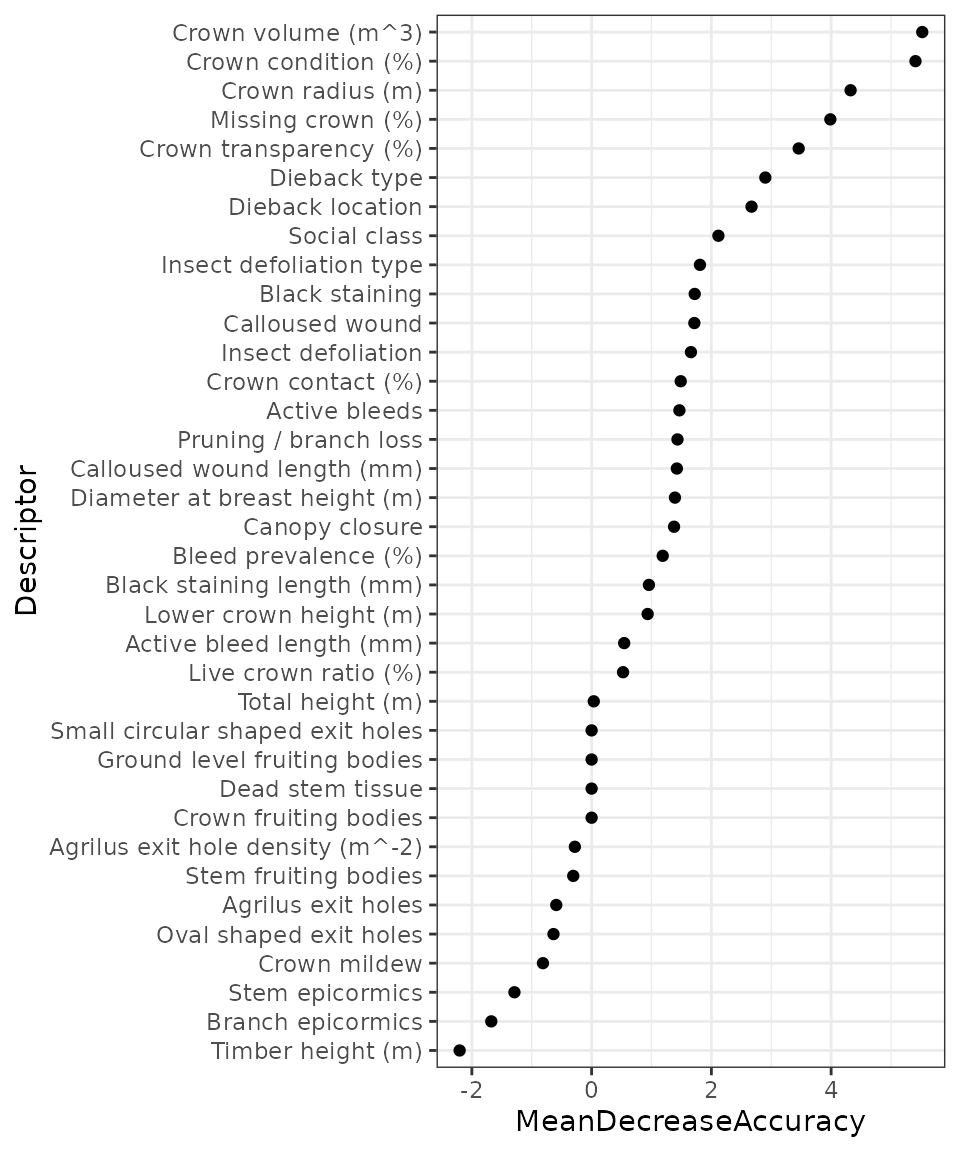 Crown volume (m^3)
Crown condition (%)
Crown radius (m)
Missing crown (%)
Crown transparency (%)
Dieback type
Dieback location
Social class
Insect defoliation type
Black staining
Calloused wound
Insect defoliation
Crown contact (%)
Active bleeds
Pruning / branch loss
Calloused wound length (mm)
Diameter at breast height (m)
Canopy closure
Bleed prevalence (%)
Black staining length (mm)
Lower crown height (m)
Active bleed length (mm)
Live crown ratio (%)
Total height (m)
Small circular shaped exit holes
Ground level fruiting bodies
Dead stem tissue
Crown fruiting bodies
Agrilus exit hole density (m^-2)
Stem fruiting bodies
Agrilus exit holes
Oval shaped exit holes
Crown mildew
Stem epicormics
Branch epicormics
Timber height (m)
Descriptor
-2 0 2 4
MeanDecreaseAccuracy